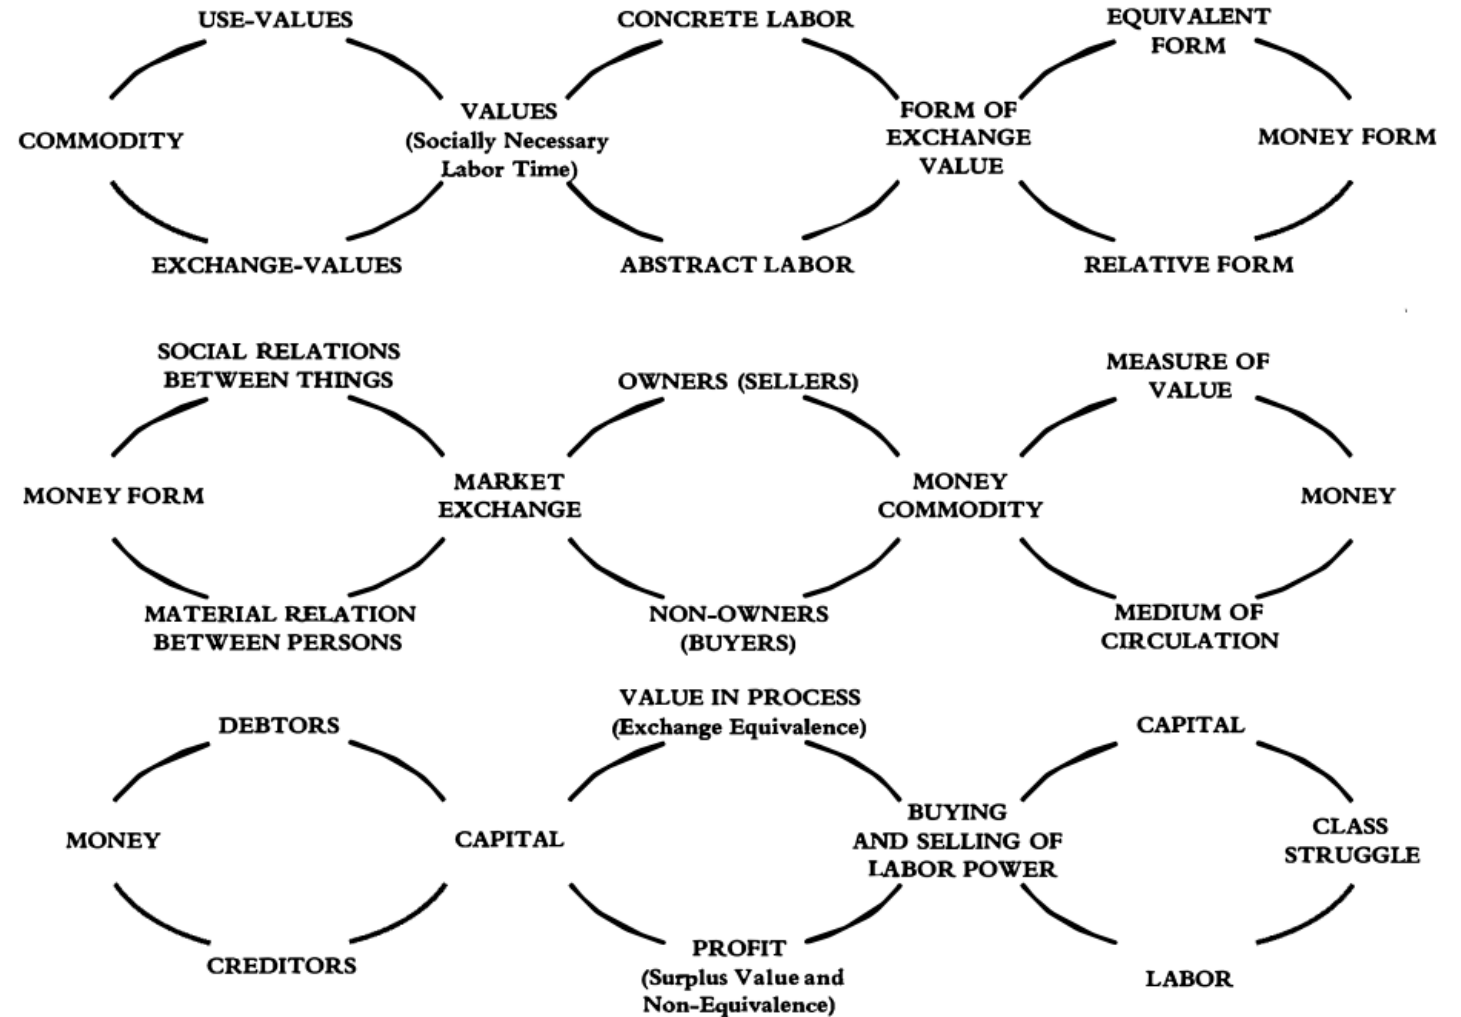 USE-VALUES
CONCRETE LABOR
EQUIVALENT
FORM
COMMODITY
VALUES
(Socially Necessary
Labor Time)
FORM OF
EXCHANGE
VALUE
MONEY FORM
EXCHANGE-VALUES
ABSTRACT LABOR
RELATIVE FORM
SOCIAL RELATIONS
BETWEEN THINGS
OWNERS (SELLERS)
MEASURE OF
VALUE
MONEY FORM
MARKET
EXCHANGE
MONEY
COMMODITY
MONEY
MATERIAL RELATION
BETWEEN PERSONS
NON-OWNERS
(BUYERS)
MEDIUM OF
CIRCULATION
DEBTORS
VALUE IN PROCESS
(Exchange Equivalence)
CAPITAL
MONEY
CAPITAL
BUYING
AND SELLING OF
LABOR POWER
CLASS
STRUGGLE
CREDITORS
PROFIT
(Surplus Value and
Non-Equivalence)
LABOR